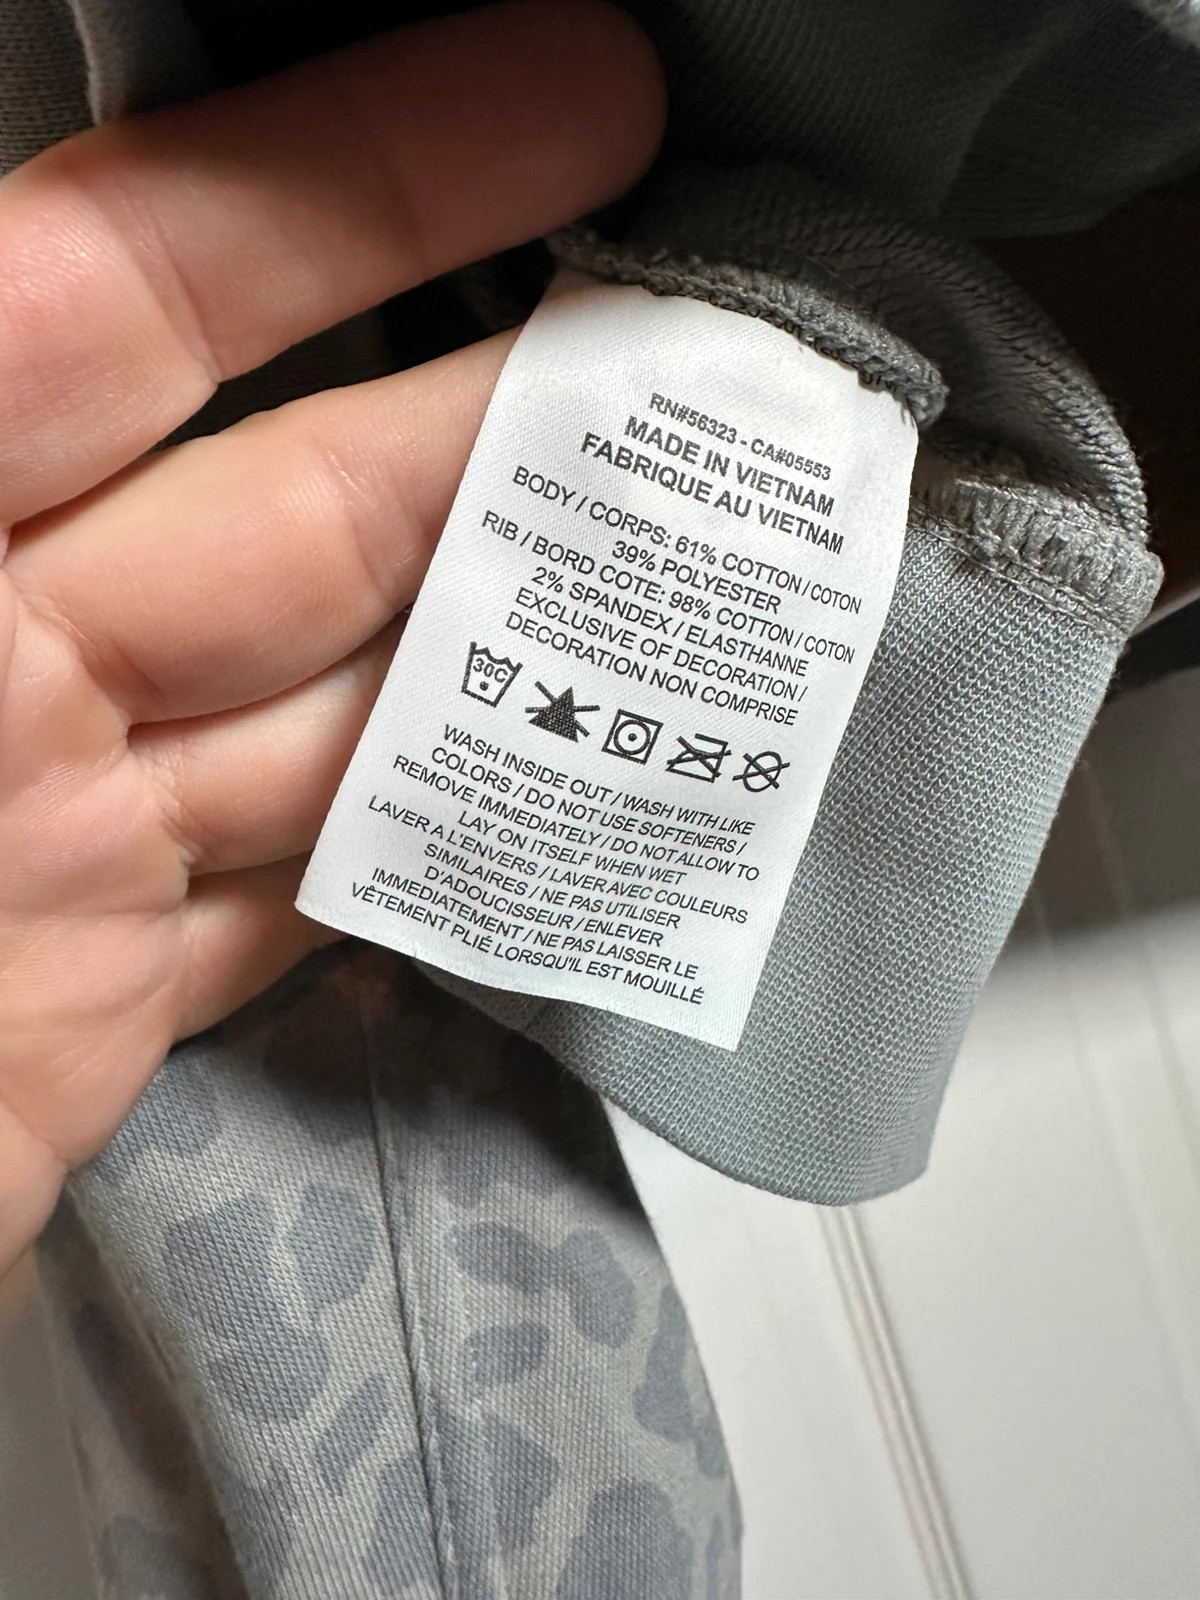 RN#56323 - CA#05553
MADE IN VIETNAM
FABRIQUE AU VIETNAM
BODY / CORPS: 61% COTTON / COTON
39% POLYESTER
RIB / BORD COTE: 98% COTTON / COTON
2% SPANDEX / ELASTHANNE
EXCLUSIVE OF DECORATION /
DECORATION NON COMPRISE
30C
WASH INSIDE OUT / WASH WITH LIKE
COLORS / DO NOT USE SOFTENERS /
REMOVE IMMEDIATELY / DO NOT ALLOW TO
LAY ON ITSELF WHEN WET
LAVER A L'ENVERS / LAVER AVEC COULEURS
SIMILAIRES / NE PAS UTILISER
D'ADOUCISSEUR / ENLEVER
IMMEDIATEMENT / NE PAS LAISSER LE
VÊTEMENT PLIÉ LORSQU'IL EST MOUILLÉ